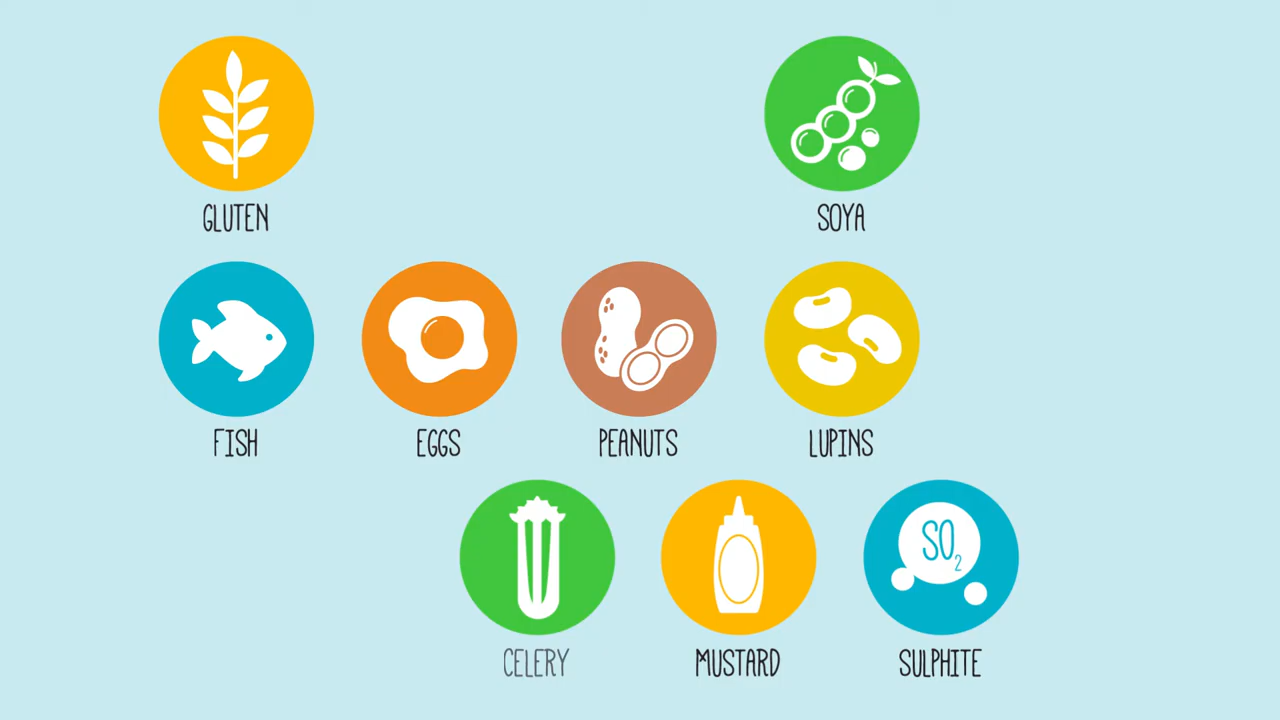 GLUTEN
SOYA
FISH
EGGS
PEANUTS
LUPINS
SO₂
CELERY
MUSTARD
SULPHITE